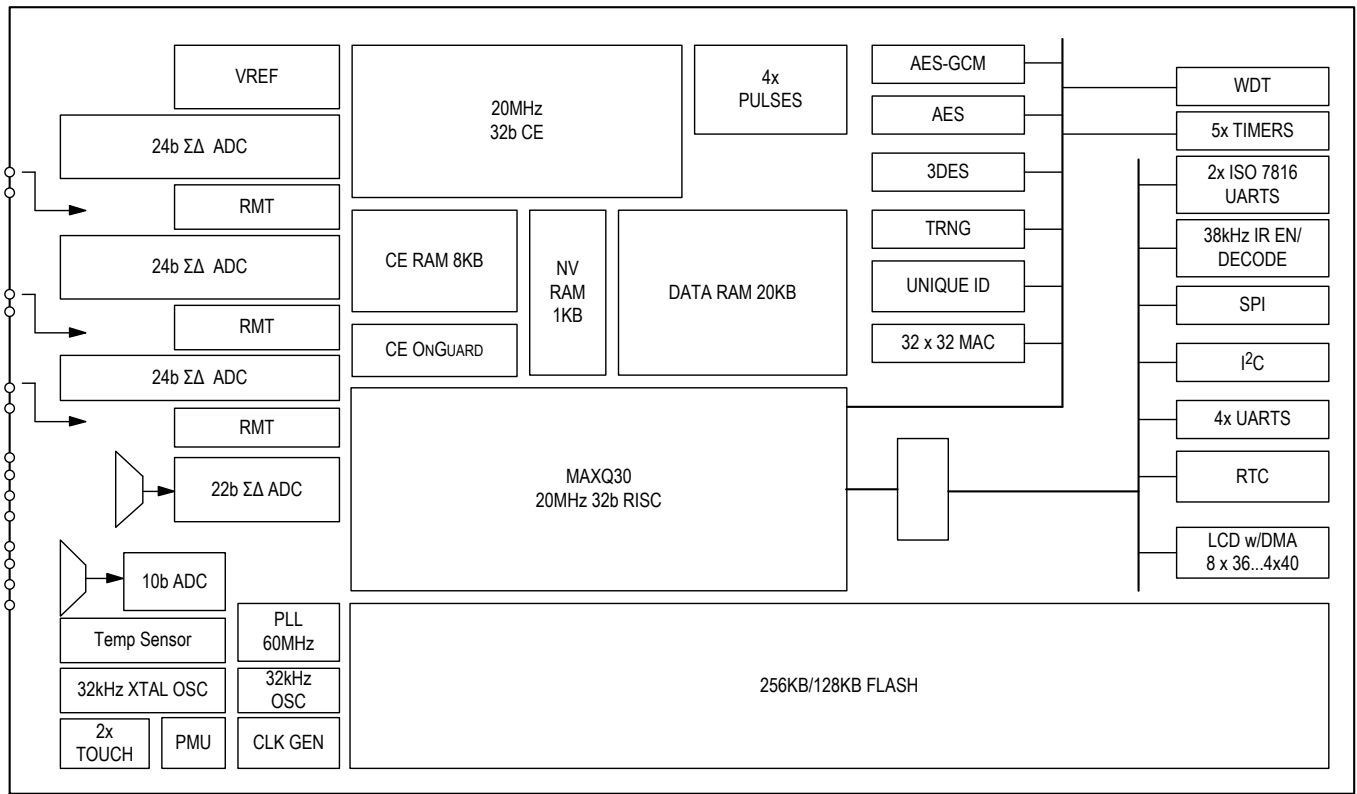 VREF
24b ΣΔ ADC
RMT
24b ΣΔ ADC
RMT
24b ΣΔ ADC
RMT
22b ΣΔ ADC
10b ADC
Temp Sensor
PLL
60MHz
32kHz XTAL OSC
32kHz
OSC
2x
TOUCH
PMU
CLK GEN
20MHz
32b CE
4x
PULSES
CE RAM 8KB
NV
RAM
1KB
DATA RAM 20KB
CE ONGUARD
MAXQ30
20MHz 32b RISC
256KB/128KB FLASH
AES-GCM
AES
3DES
TRNG
UNIQUE ID
32 x 32 MAC
WDT
5x TIMERS
2x ISO 7816
UARTS
38kHz IR EN/
DECODE
SPI
I²C
4x UARTS
RTC
LCD w/DMA
8 x 36...4x40